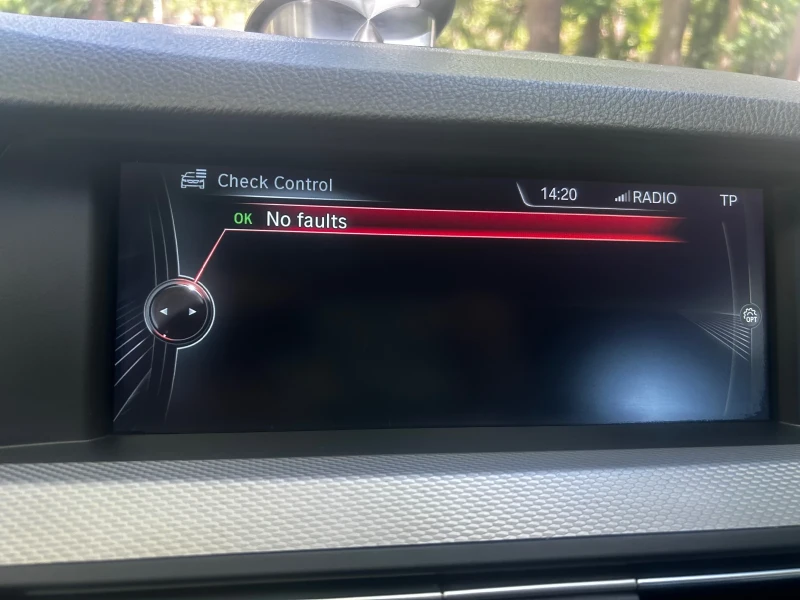 Check Control
14:20
RADIO
TP
OK No faults
OPT